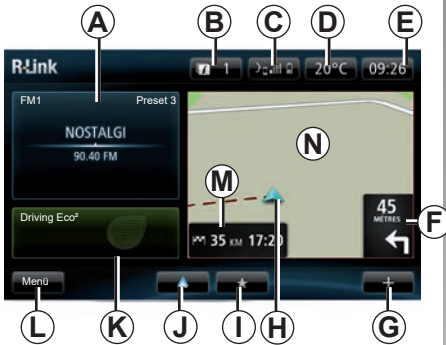 A B C D E
R-Link 1 20°C 09:26
FM1 Preset 3
NOSTALGI
90.40 FM
N
M
45
METRES
F
Driving Eco²
35 KM 17:20
Menü
L K J I H G